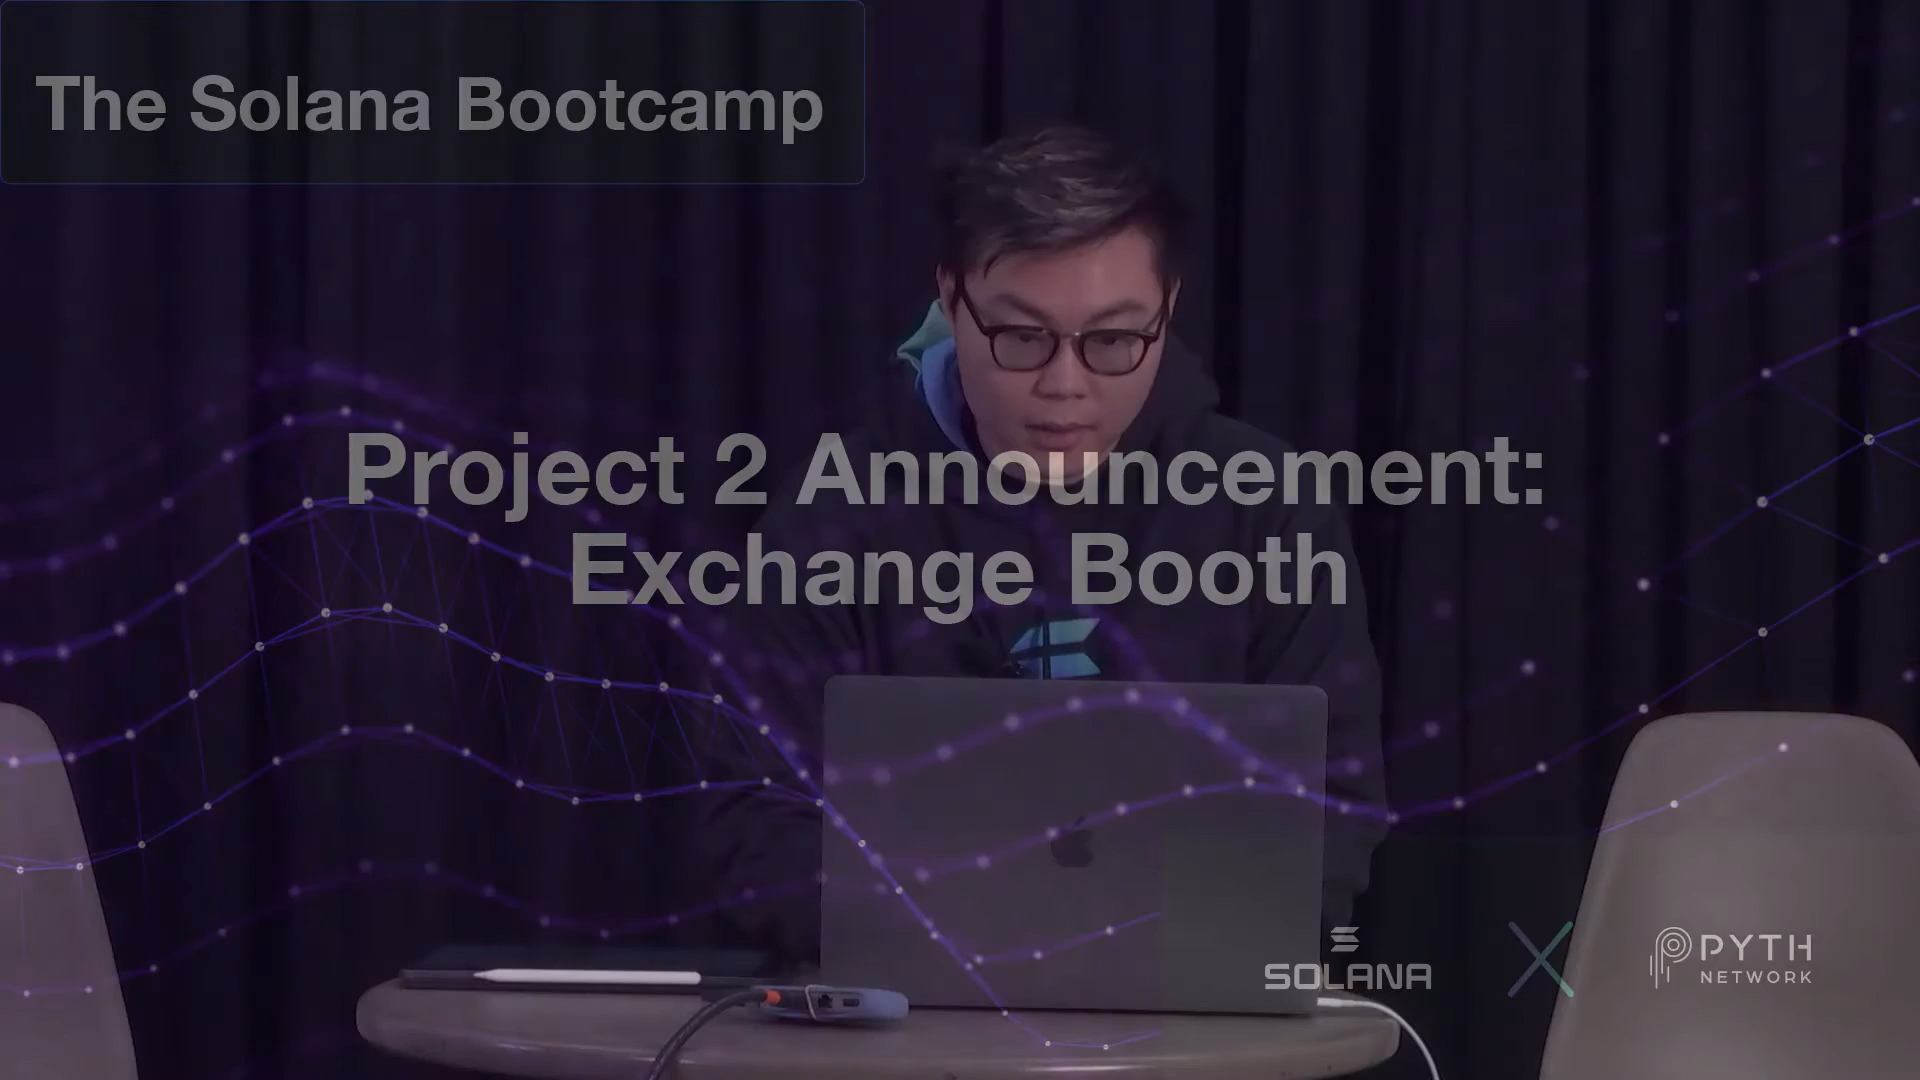 The Solana Bootcamp
Project 2 Announcement:
Exchange Booth
SOLANA
PYTH
NETWORK